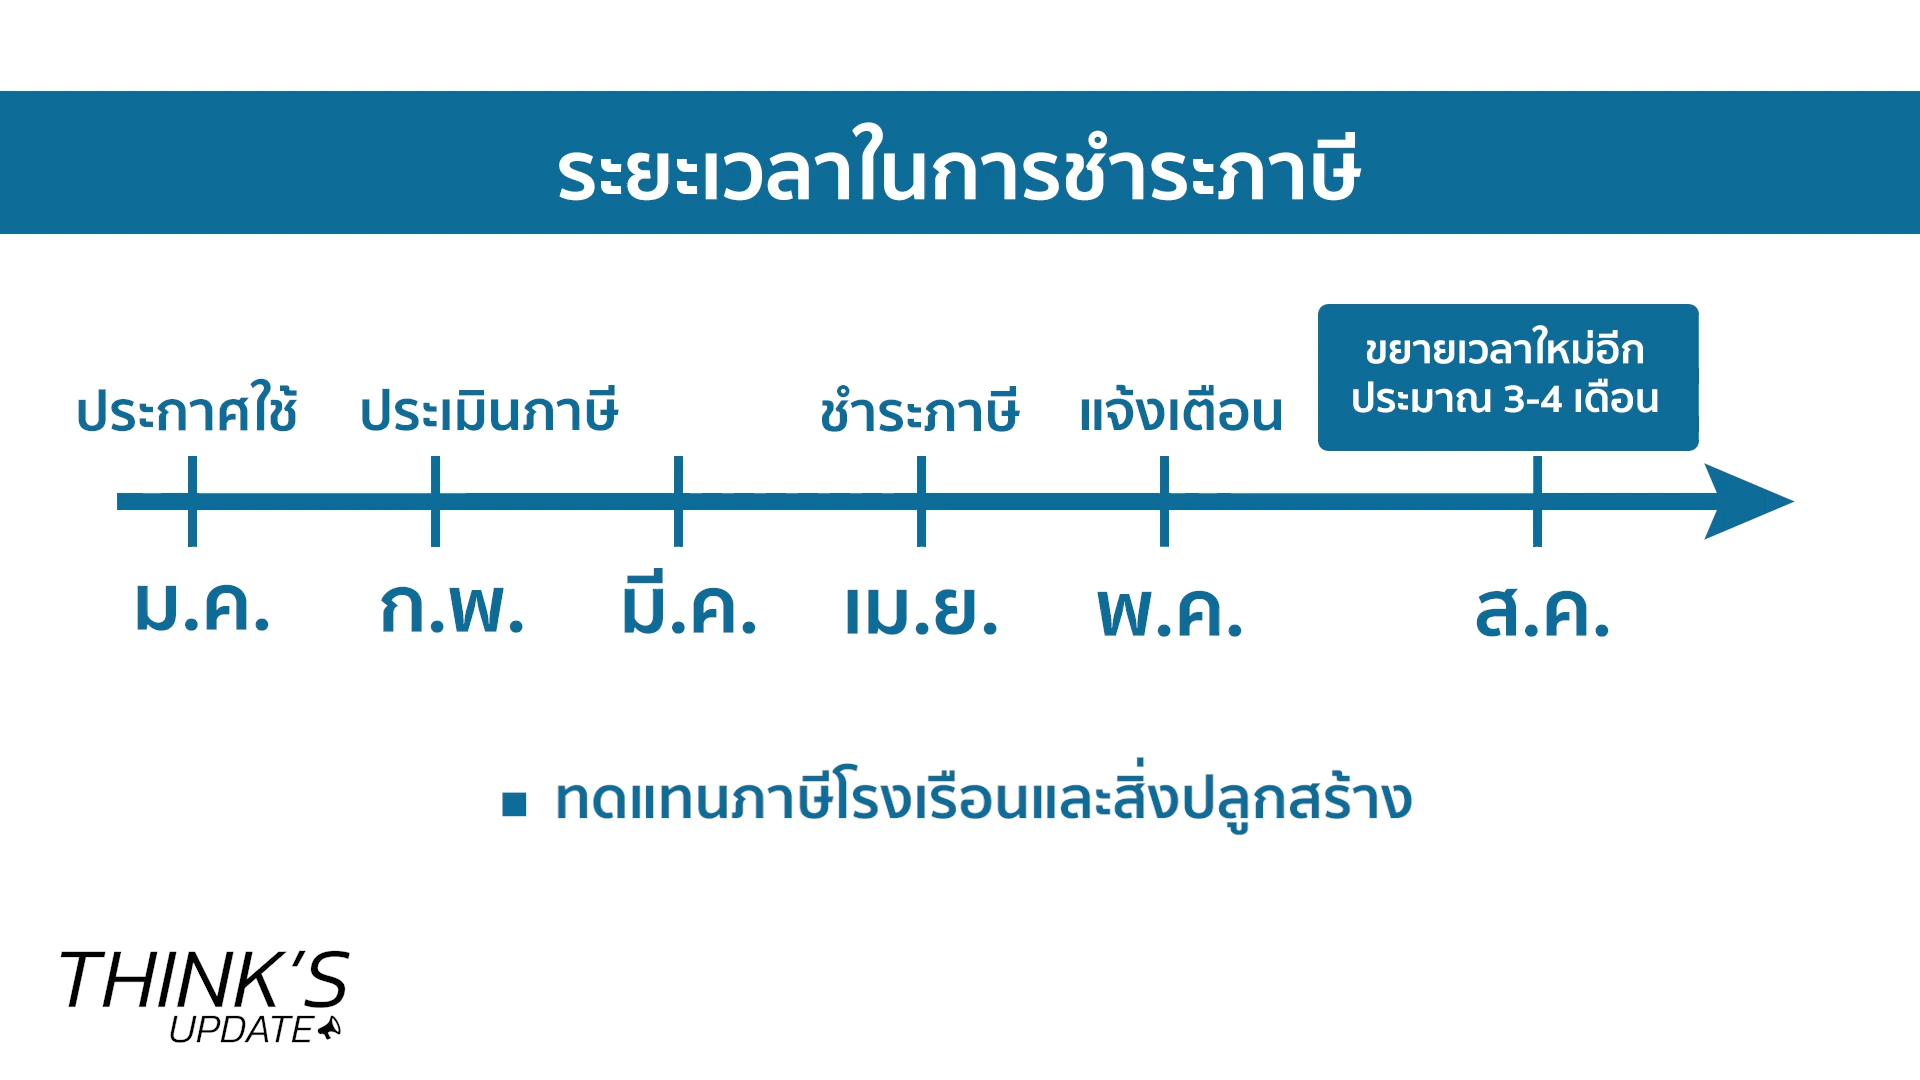 ระยะเวลาในการชำระภาษี
ขยายเวลาใหม่อีก
ประมาณ 3-4 เดือน
ประกาศใช้ ประเมินภาษี ชำระภาษี แจ้งเตือน
ม.ค. ก.พ. มี.ค. เม.ย. พ.ค. ส.ค.
▪ ทดแทนภาษีโรงเรือนและสิ่งปลูกสร้าง
THINK'S
UPDATE